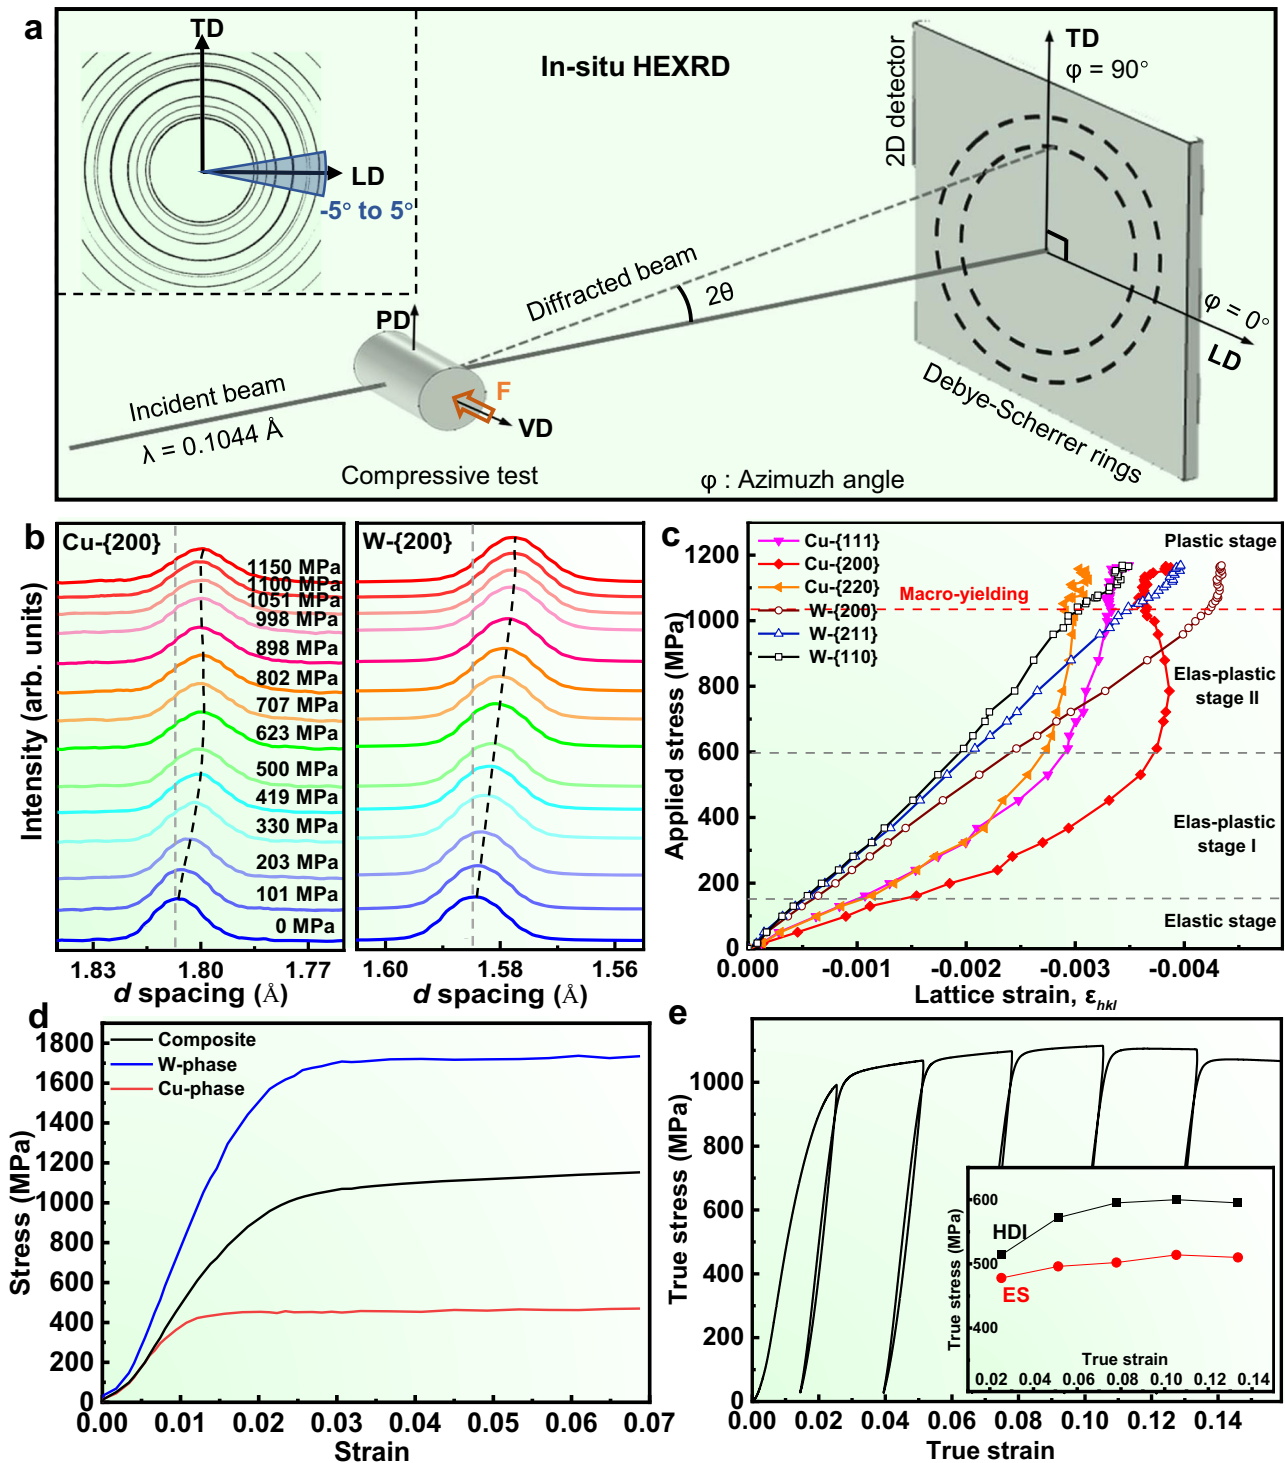 a
TD
LD
-5° to 5°
In-situ HEXRD
2D detector
TD
φ = 90°
φ = 0°
LD
Diffracted beam
2θ
PD
F
VD
Incident beam
λ = 0.1044 Å
Compressive test
φ : Azimuzh angle
Debye-Scherrer rings
b
Cu-{200}
1150 MPa
1100 MPa
1051 MPa
998 MPa
898 MPa
802 MPa
707 MPa
623 MPa
500 MPa
419 MPa
330 MPa
203 MPa
101 MPa
0 MPa
Intensity (arb. units)
1.83 1.80 1.77
d spacing (Å)
W-{200}
1.60 1.58 1.56
d spacing (Å)
c
Cu-{111}
Cu-{200}
Cu-{220}
W-{200}
W-{211}
W-{110}
Plastic stage
Macro-yielding
Elas-plastic
stage II
Elas-plastic
stage I
Elastic stage
Applied stress (MPa)
1200
1000
800
600
400
200
0
0.000 -0.001 -0.002 -0.003 -0.004
Lattice strain, εhkl
d
Composite
W-phase
Cu-phase
Stress (MPa)
1800
1600
1400
1200
1000
800
600
400
200
0
0.00 0.01 0.02 0.03 0.04 0.05 0.06 0.07
Strain
e
True stress (MPa)
1000
800
600
400
200
0
0.00 0.02 0.04 0.06 0.08 0.10 0.12 0.14
True strain
True stress (MPa)
600
500
400
HDI
ES
True strain
0.02 0.04 0.06 0.08 0.10 0.12 0.14